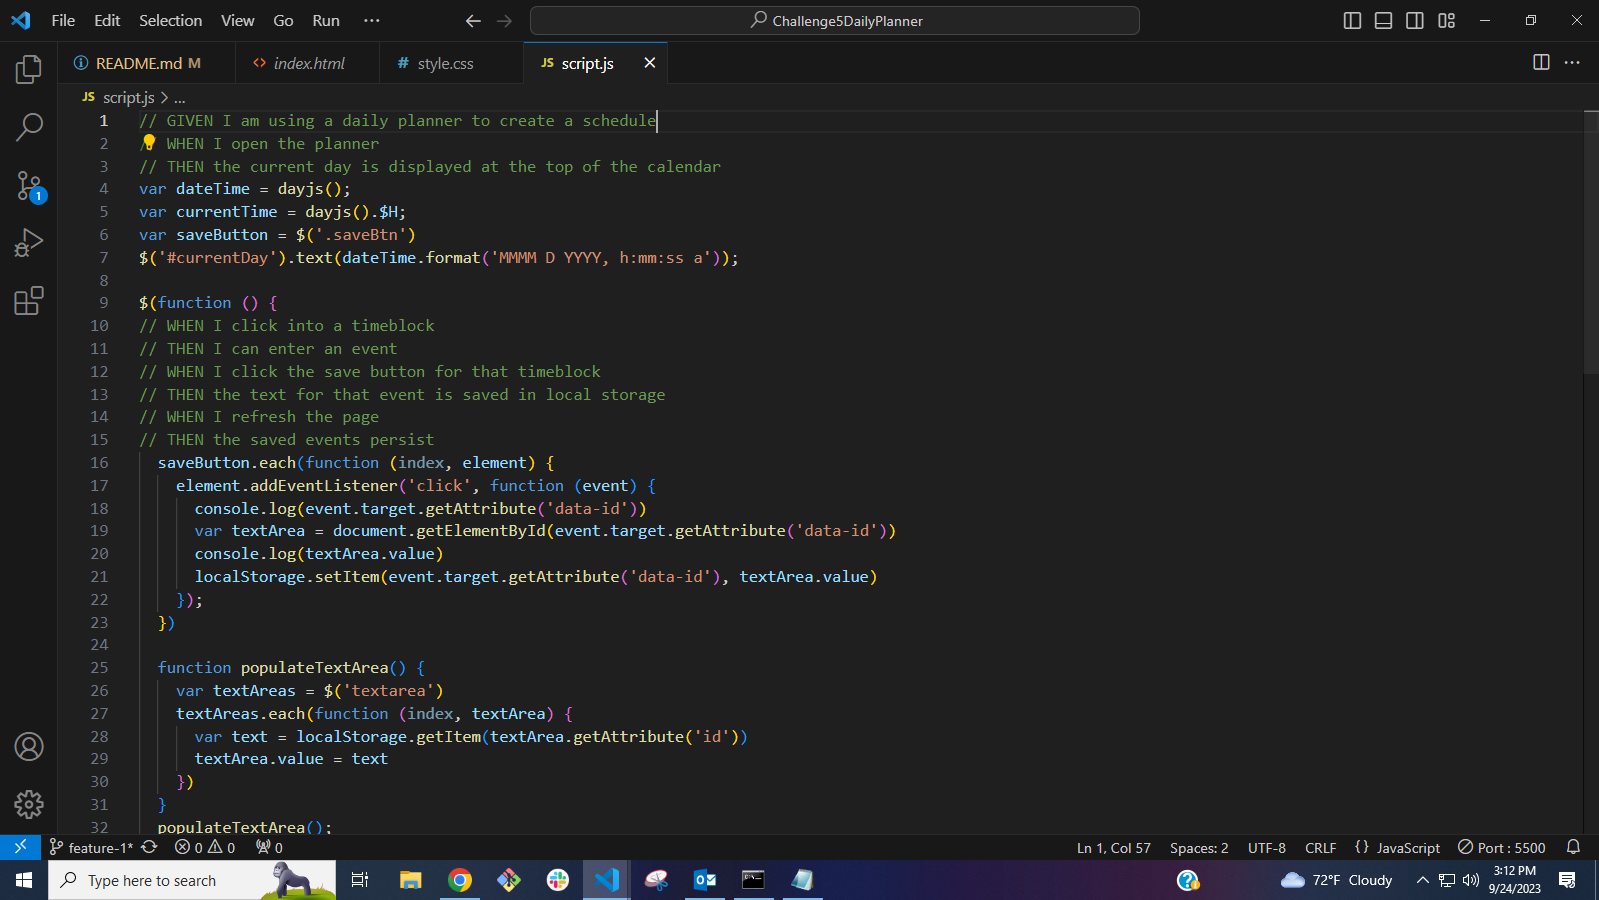 File Edit Selection View Go Run ··· Challenge5DailyPlanner
README.md M index.html style.css script.js
JS script.js > ...
1 // GIVEN I am using a daily planner to create a schedule
2 // WHEN I open the planner
3 // THEN the current day is displayed at the top of the calendar
4 var dateTime = dayjs();
5 var currentTime = dayjs().$H;
6 var saveButton = $('.saveBtn')
7 $('#currentDay').text(dateTime.format('MMMM D YYYY, h:mm:ss a'));
8
9 $(function () {
10 // WHEN I click into a timeblock
11 // THEN I can enter an event
12 // WHEN I click the save button for that timeblock
13 // THEN the text for that event is saved in local storage
14 // WHEN I refresh the page
15 // THEN the saved events persist
16 saveButton.each(function (index, element) {
17 element.addEventListener('click', function (event) {
18 console.log(event.target.getAttribute('data-id'))
19 var textArea = document.getElementById(event.target.getAttribute('data-id'))
20 console.log(textArea.value)
21 localStorage.setItem(event.target.getAttribute('data-id'), textArea.value)
22 });
23 })
24
25 function populateTextArea() {
26 var textAreas = $('textarea')
27 textAreas.each(function (index, textArea) {
28 var text = localStorage.getItem(textArea.getAttribute('id'))
29 textArea.value = text
30 })
31 }
32 populateTextArea();
1
feature-1* 0 0 0 Ln 1, Col 57 Spaces: 2 UTF-8 CRLF {} JavaScript Port : 5500
Type here to search 72°F Cloudy 3:12 PM
9/24/2023